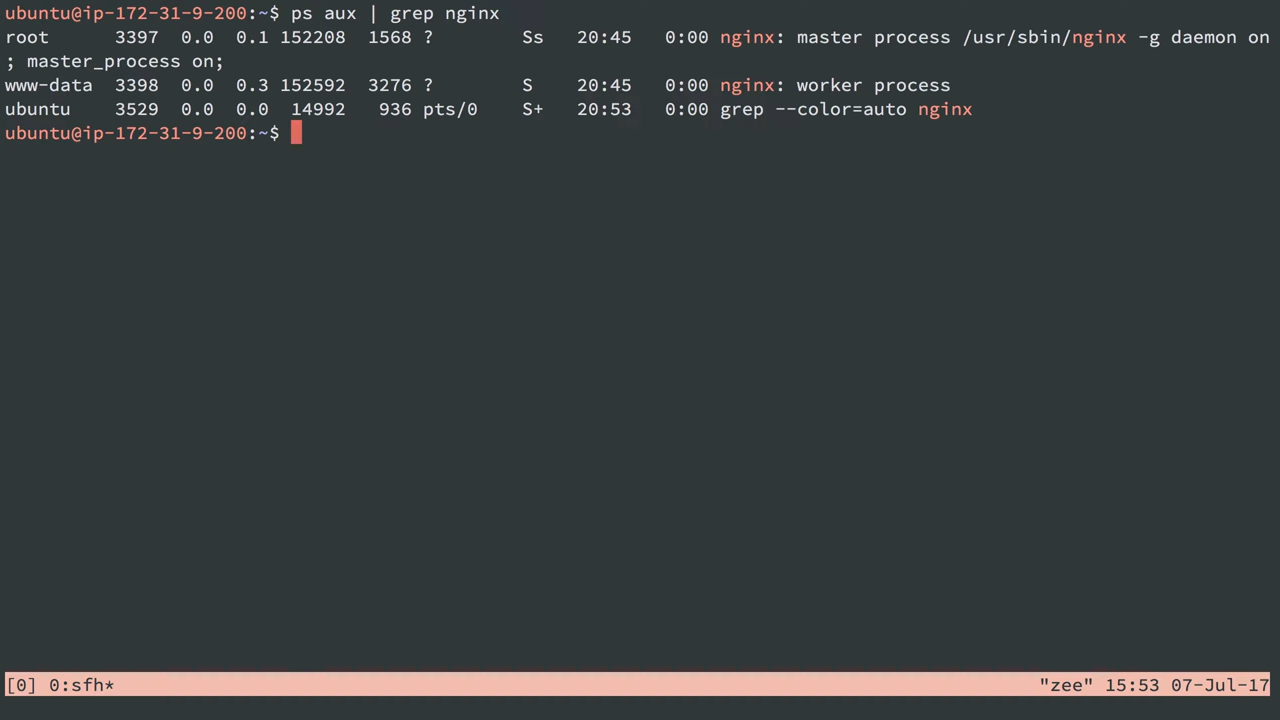 ubuntu@ip-172-31-9-200:~$ ps aux | grep nginx
root      3397  0.0  0.1 152208  1568 ?        Ss   20:45   0:00 nginx: master process /usr/sbin/nginx -g daemon on
; master_process on;
www-data  3398  0.0  0.3 152592  3276 ?        S    20:45   0:00 nginx: worker process
ubuntu    3529  0.0  0.0  14992   936 pts/0    S+   20:53   0:00 grep --color=auto nginx
ubuntu@ip-172-31-9-200:~$
[0] 0:sfh* "zee" 15:53 07-Jul-17